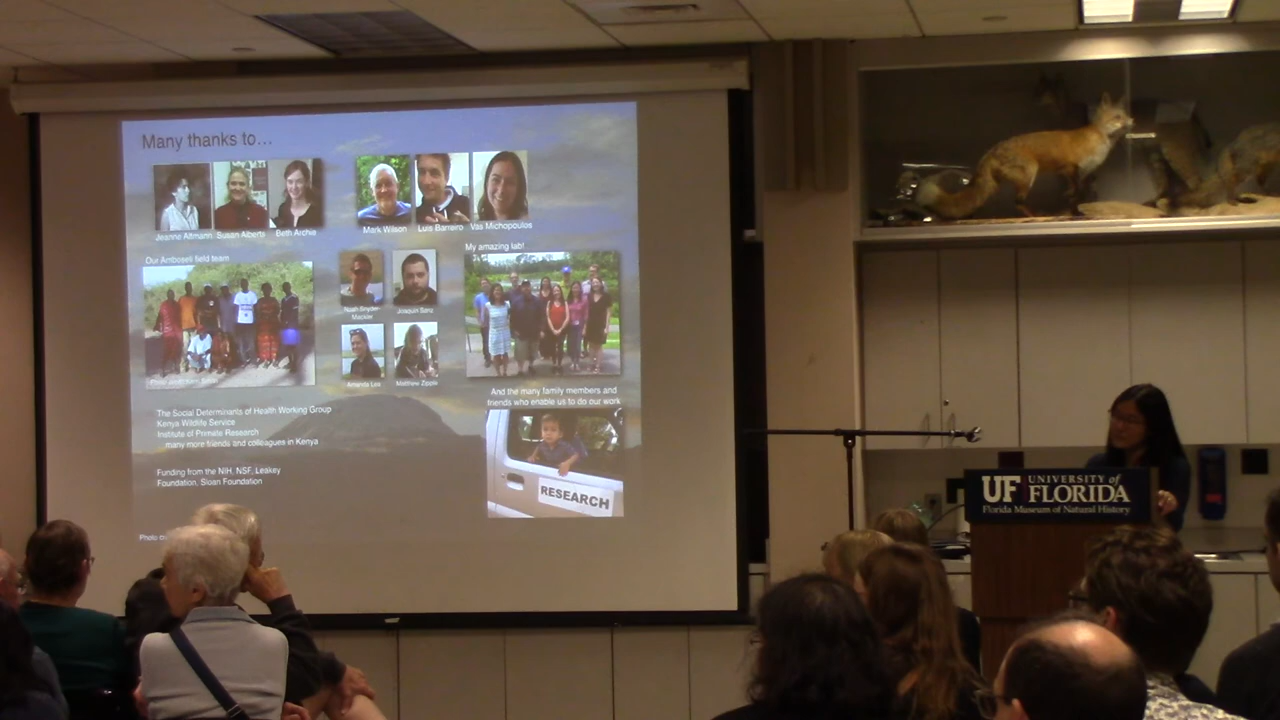 Many thanks to...
Jeanne Altmann Susan Alberts Beth Archie
Mark Wilson Luis Barreiro Vas Michopoulos
Our Amboseli field team
My amazing lab!
Noah Snyder-
Mackler
Joaquin Sanz
Amanda Lea
Matthew Zipple
And the many family members and
friends who enable us to do our work
RESEARCH
The Social Determinants of Health Working Group
Kenya Wildlife Service
Institute of Primate Research
many more friends and colleagues in Kenya
Funding from the NIH, NSF, Leakey
Foundation, Sloan Foundation
Photo
UF UNIVERSITY of
FLORIDA
Florida Museum of Natural History